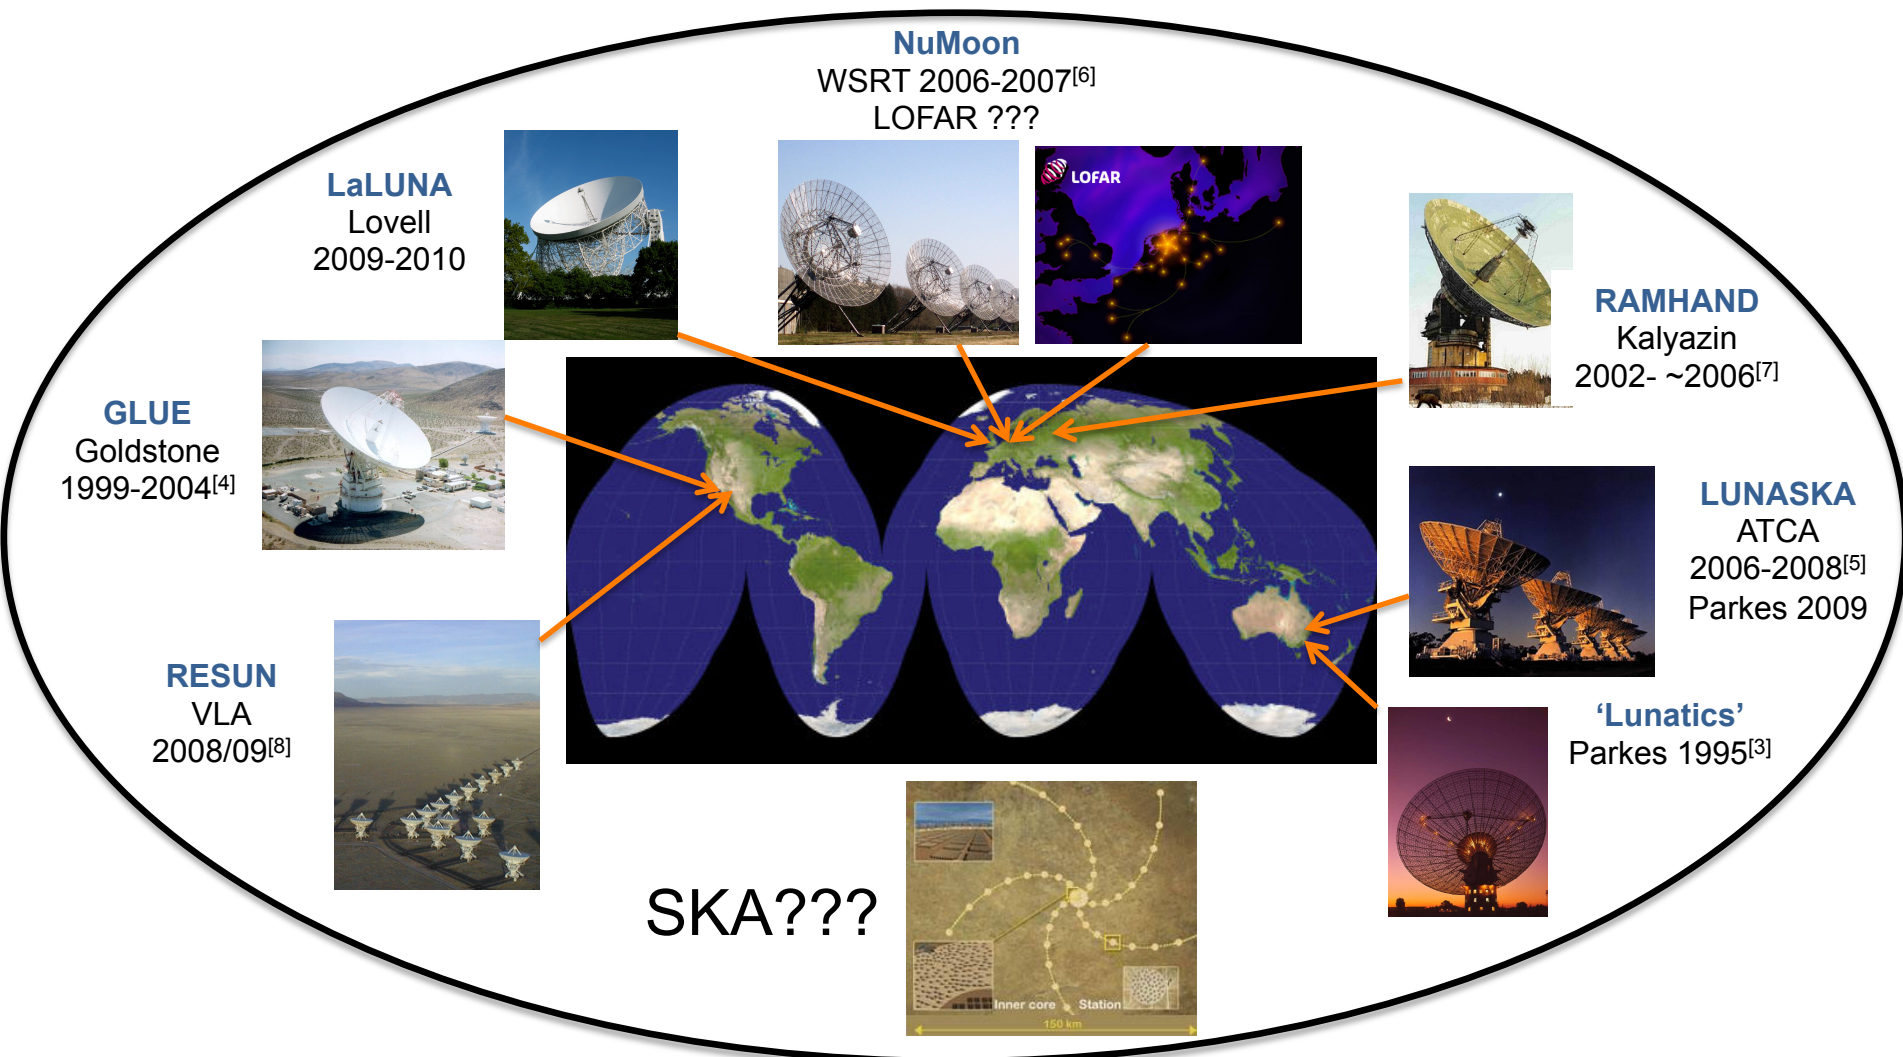 NuMoon
WSRT 2006-2007[6]
LOFAR ???
LaLUNA
Lovell
2009-2010
LOFAR
RAMHAND
Kalyazin
2002- ~2006[7]
GLUE
Goldstone
1999-2004[4]
LUNASKA
ATCA
2006-2008[5]
Parkes 2009
RESUN
VLA
2008/09[8]
‘Lunatics’
Parkes 1995[3]
SKA???
Inner core
Station
150 km